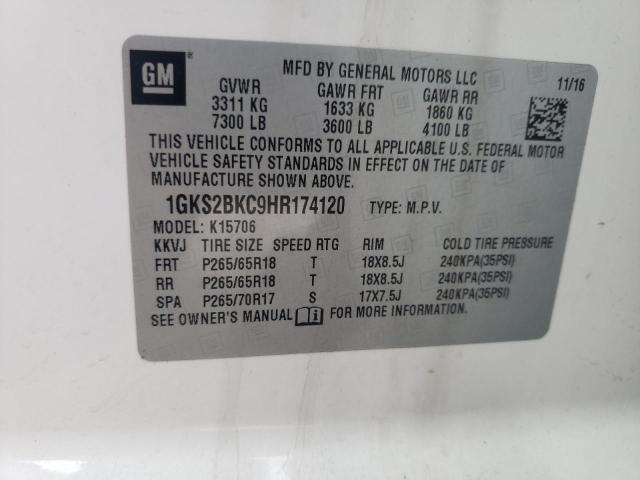 GM
MFD BY GENERAL MOTORS LLC 11/16
GVWR GAWR FRT GAWR RR
3311 KG 1633 KG 1860 KG
7300 LB 3600 LB 4100 LB
THIS VEHICLE CONFORMS TO ALL APPLICABLE U.S. FEDERAL MOTOR
VEHICLE SAFETY STANDARDS IN EFFECT ON THE DATE OF
MANUFACTURE SHOWN ABOVE.
1GKS2BKC9HR174120 TYPE: M.P.V.
MODEL: K15706
KKVJ TIRE SIZE SPEED RTG RIM COLD TIRE PRESSURE
FRT P265/65R18 T 18X8.5J 240KPA(35PSI)
RR P265/65R18 T 18X8.5J 240KPA(35PSI)
SPA P265/70R17 S 17X7.5J 240KPA(35PSI)
SEE OWNER'S MANUAL FOR MORE INFORMATION.